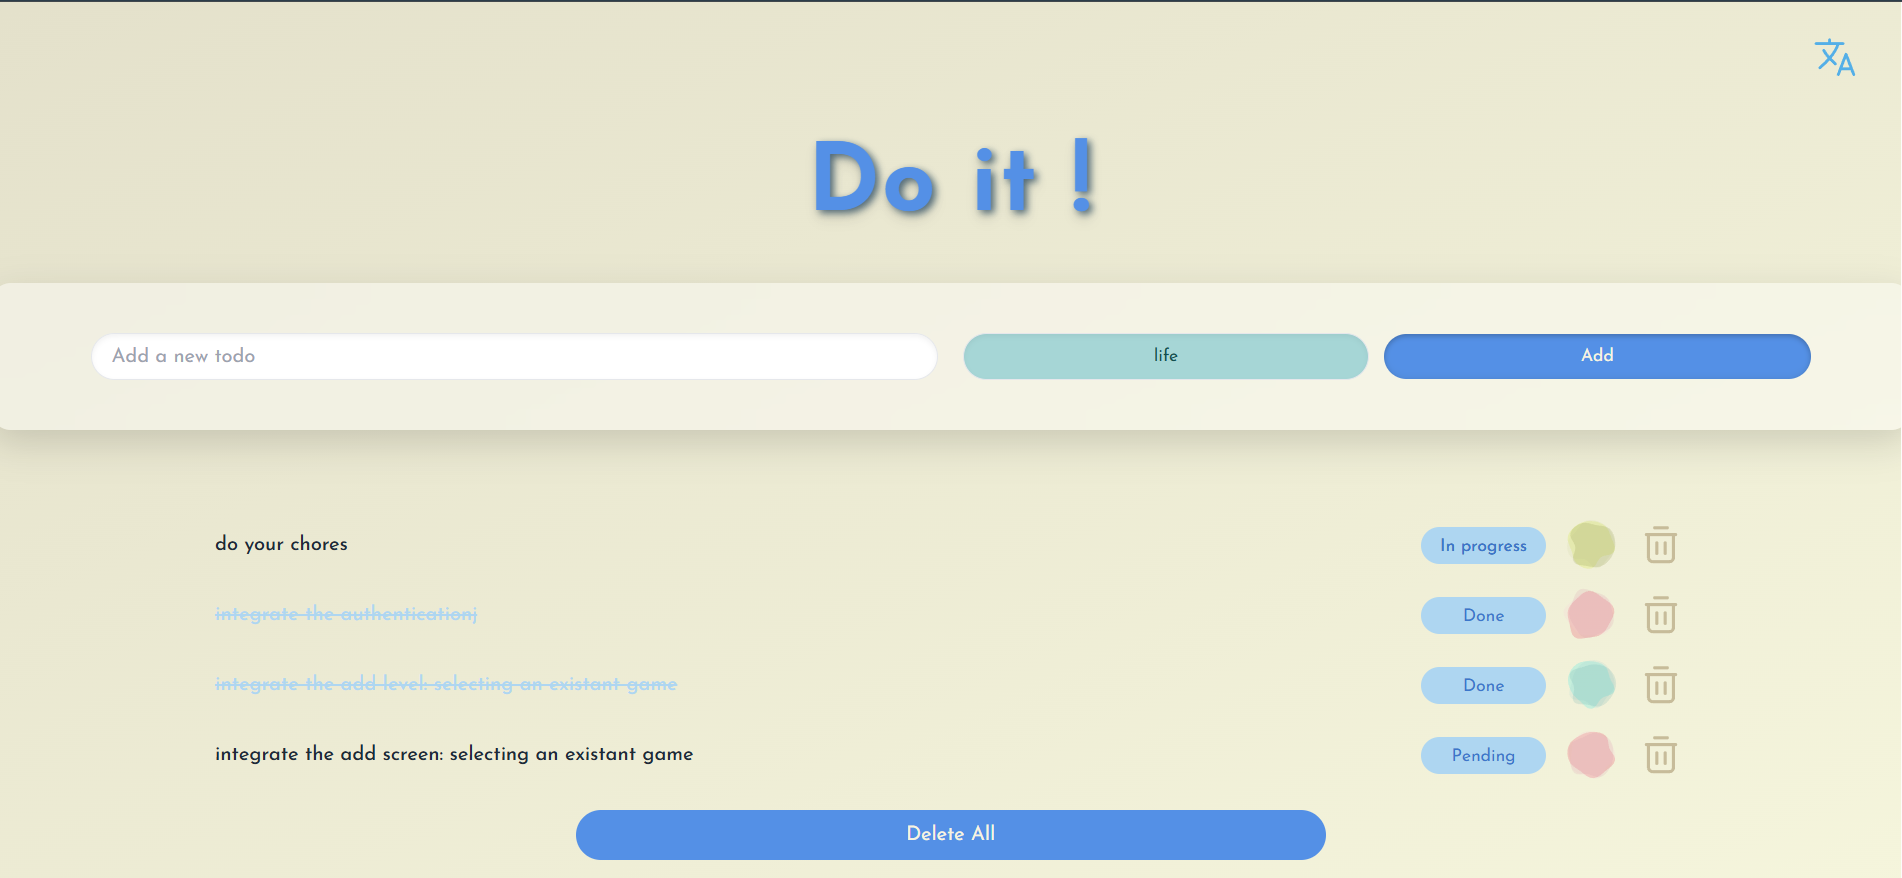 Do it !
Add a new todo
life
Add
do your chores
In progress
integrate the authenticationj
Done
integrate the add level: selecting an existant game
Done
integrate the add screen: selecting an existant game
Pending
Delete All